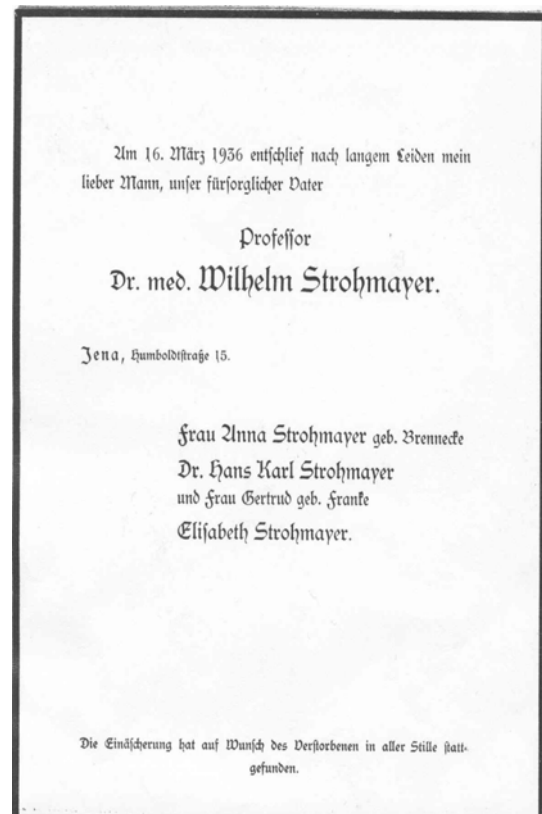 Am 16. März 1936 entschlief nach langem Leiden mein
lieber Mann, unser fürsorglicher Vater
Professor
Dr. med. Wilhelm Strohmayer.
Jena, Humboldtstraße 15.
Frau Anna Strohmayer geb. Brennecke
Dr. Hans Karl Strohmayer
und Frau Gertrud geb. Franke
Elisabeth Strohmayer.
Die Einäscherung hat auf Wunsch des Verstorbenen in aller Stille statt-
gefunden.